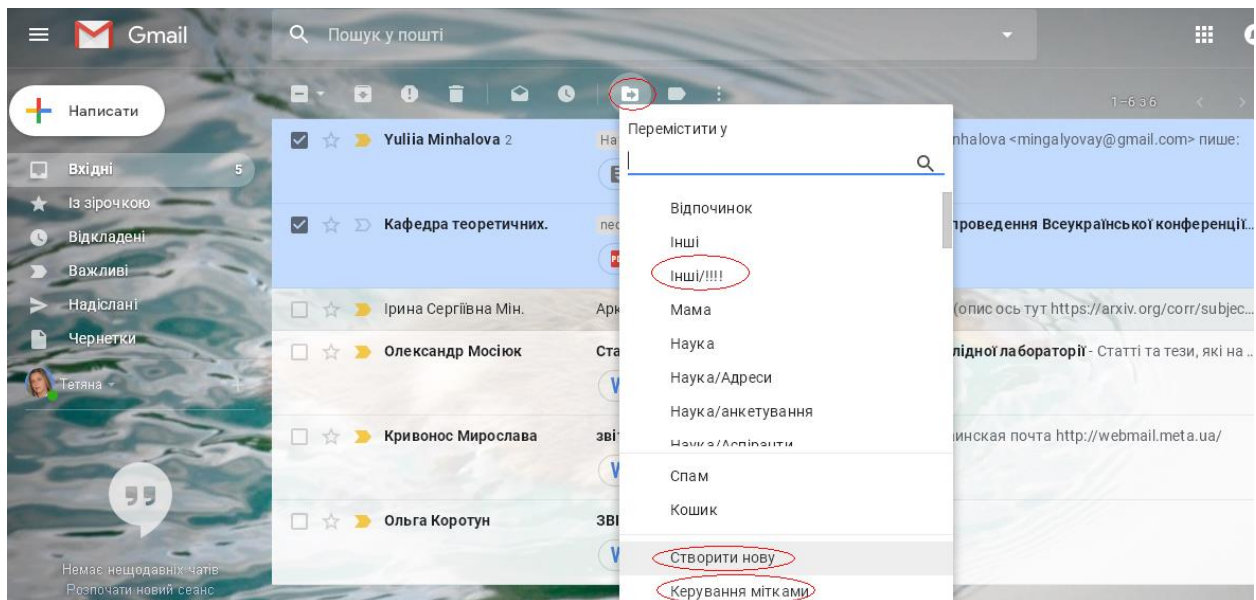 Gmail
Пошук у пошті
Написати
1–6 з 6
Вхідні 5
Із зірочкою
Відкладені
Важливі
Надіслані
Чернетки
Тетяна
Немає нещодавніх чатів
Розпочати новий сеанс
Yuliia Minhalova 2
nhalova <mingalyovay@gmail.com> пише:
Кафедра теоретичних.
проведення Всеукраїнської конференції…
Ірина Сергіївна Мін.
(опис ось тут https://arxiv.org/corr/subjec…
Олександр Мосіюк
лідної лабораторії - Статті та тези, які на …
Кривонос Мирослава
аинская почта http://webmail.meta.ua/
Ольга Коротун
Перемістити у
Відпочинок
Інші
Інші/!!!!
Мама
Наука
Наука/Адреси
Наука/анкетування
Наука/Аспіранти
Спам
Кошик
Створити нову
Керування мітками